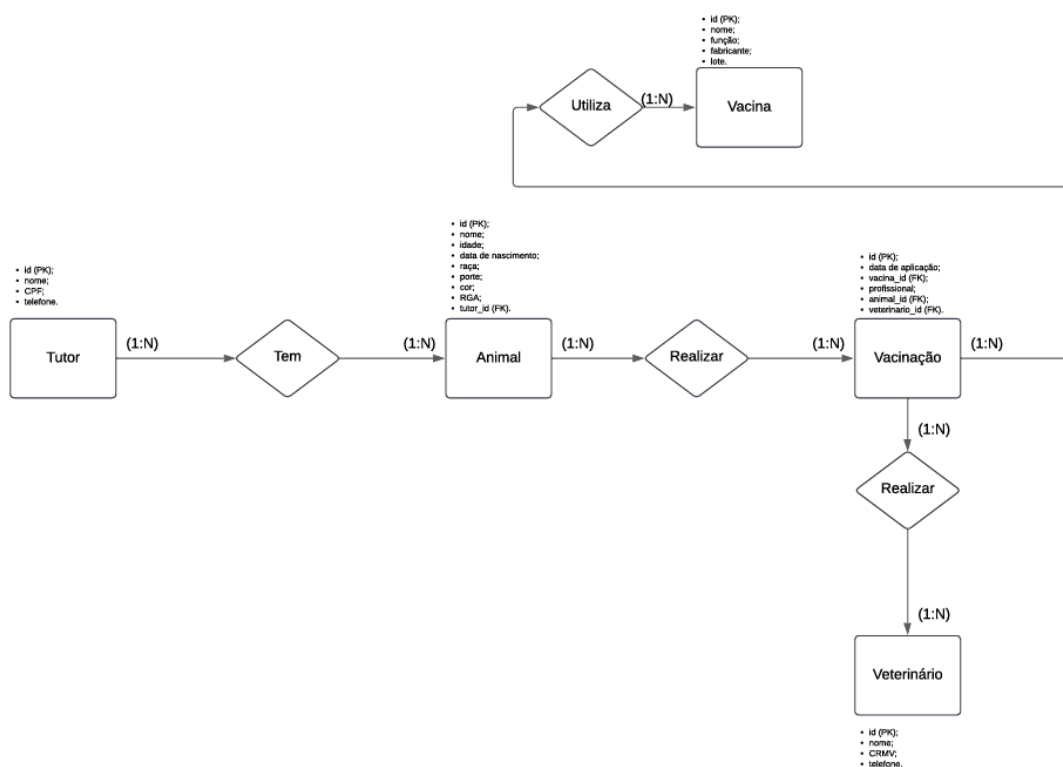 • id (PK);
• nome;
• função;
• fabricante;
• lote.
Utiliza
(1:N)
Vacina
• id (PK);
• nome;
• CPF;
• telefone.
• id (PK);
• nome;
• idade;
• data de nascimento;
• raça;
• porte;
• cor;
• RGA;
• tutor_id (FK).
• id (PK);
• data de aplicação;
• vacina_id (FK);
• profissional;
• animal_id (FK);
• veterinario_id (FK).
Tutor
(1:N)
Tem
(1:N)
Animal
(1:N)
Realizar
(1:N)
Vacinação
(1:N)
(1:N)
Realizar
(1:N)
Veterinário
• id (PK);
• nome;
• CRMV;
• telefone.